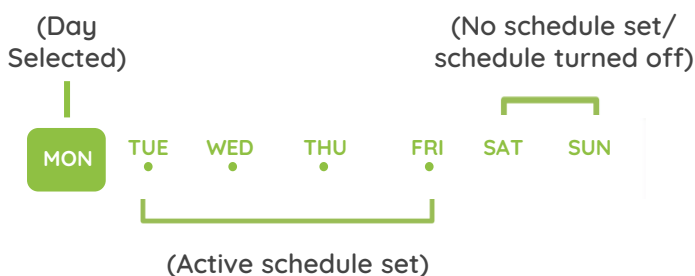 (Day
Selected)
(No schedule set/
schedule turned off)
MON TUE WED THU FRI SAT SUN
(Active schedule set)